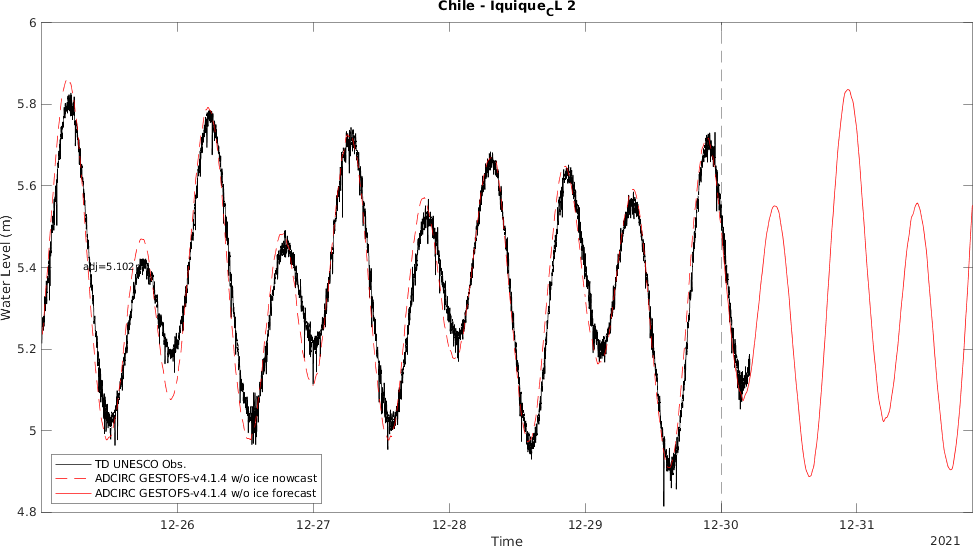 Chile - Iquique_CL 2
6
5.8
5.6
5.4
5.2
5
4.8
Water Level (m)
adj=5.102
TD UNESCO Obs.
ADCIRC GESTOFS-v4.1.4 w/o ice nowcast
ADCIRC GESTOFS-v4.1.4 w/o ice forecast
12-26 12-27 12-28 12-29 12-30 12-31
Time
2021